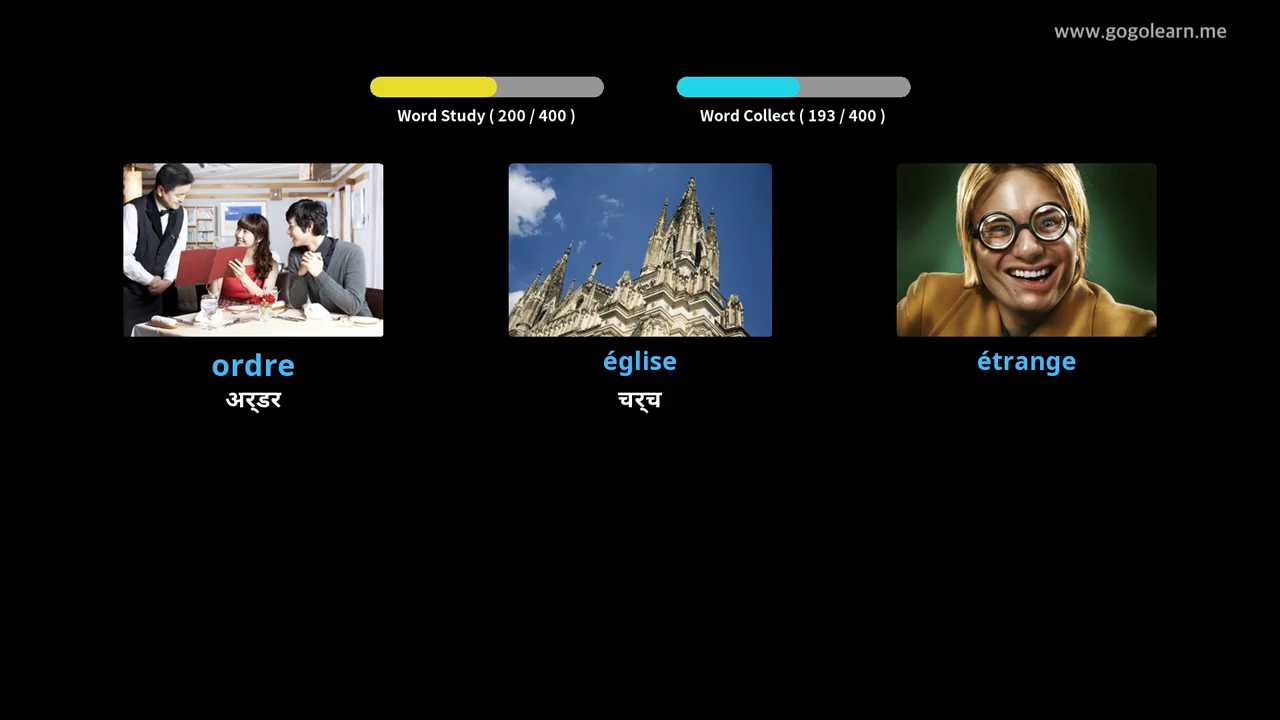 www.gogolearn.me
Word Study ( 200 / 400 )
Word Collect ( 193 / 400 )
ordre
église
étrange
अर्डर
चर्च